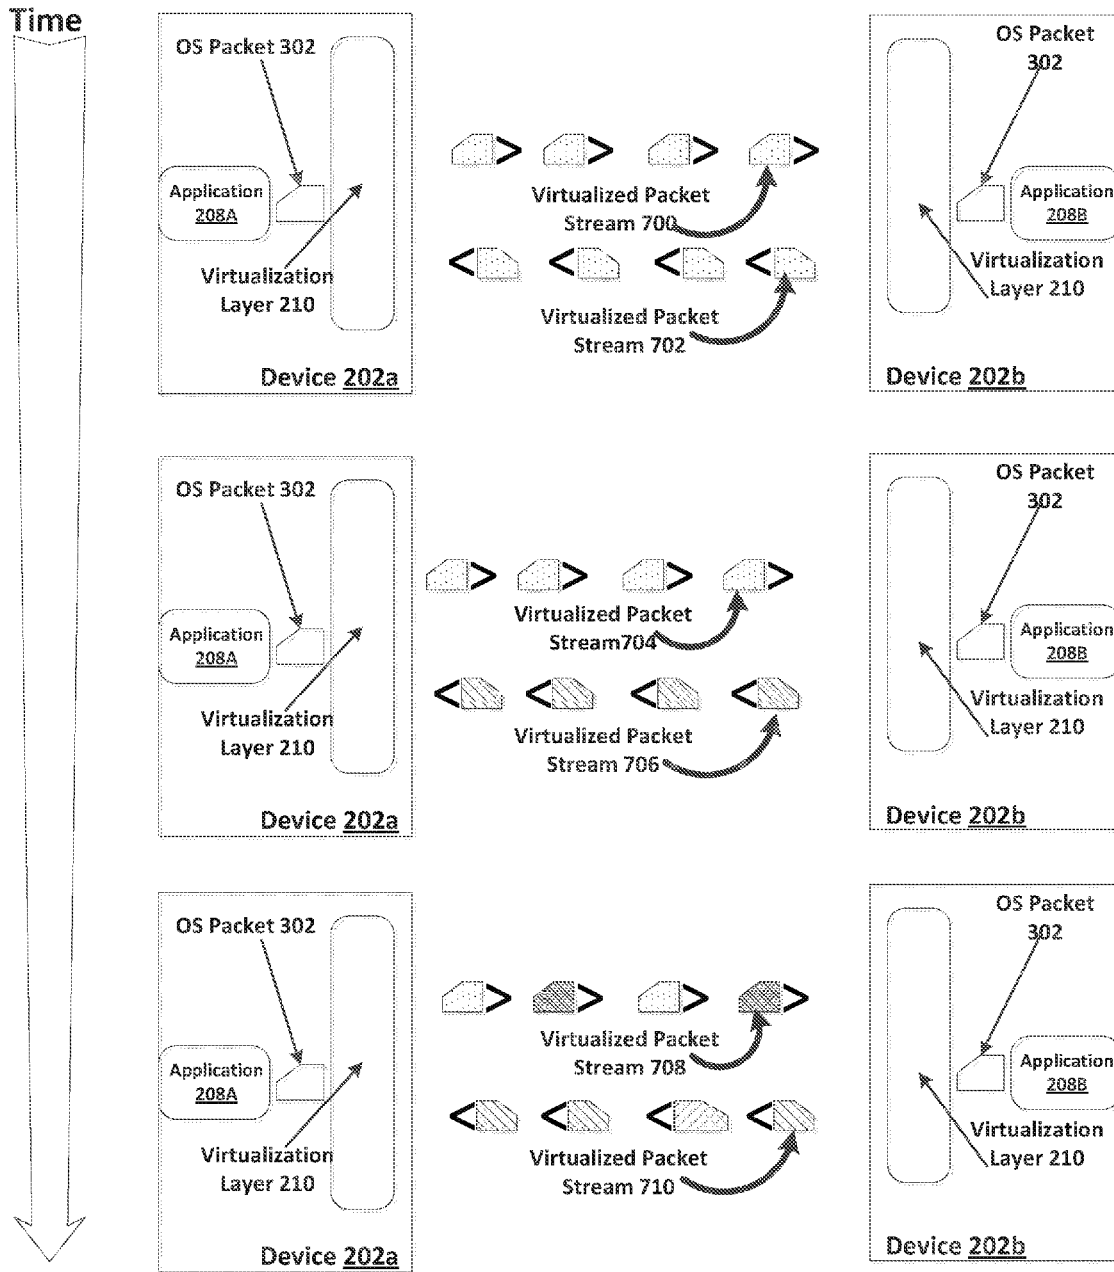 Time
OS Packet 302
Application
208A
Virtualization
Layer 210
Device 202a
Virtualized Packet
Stream 700
Virtualized Packet
Stream 702
OS Packet
302
Application
208B
Virtualization
Layer 210
Device 202b
OS Packet 302
Application
208A
Virtualization
Layer 210
Device 202a
Virtualized Packet
Stream704
Virtualized Packet
Stream 706
OS Packet
302
Application
208B
Virtualization
Layer 210
Device 202b
OS Packet 302
Application
208A
Virtualization
Layer 210
Device 202a
Virtualized Packet
Stream 708
Virtualized Packet
Stream 710
OS Packet
302
Application
208B
Virtualization
Layer 210
Device 202b